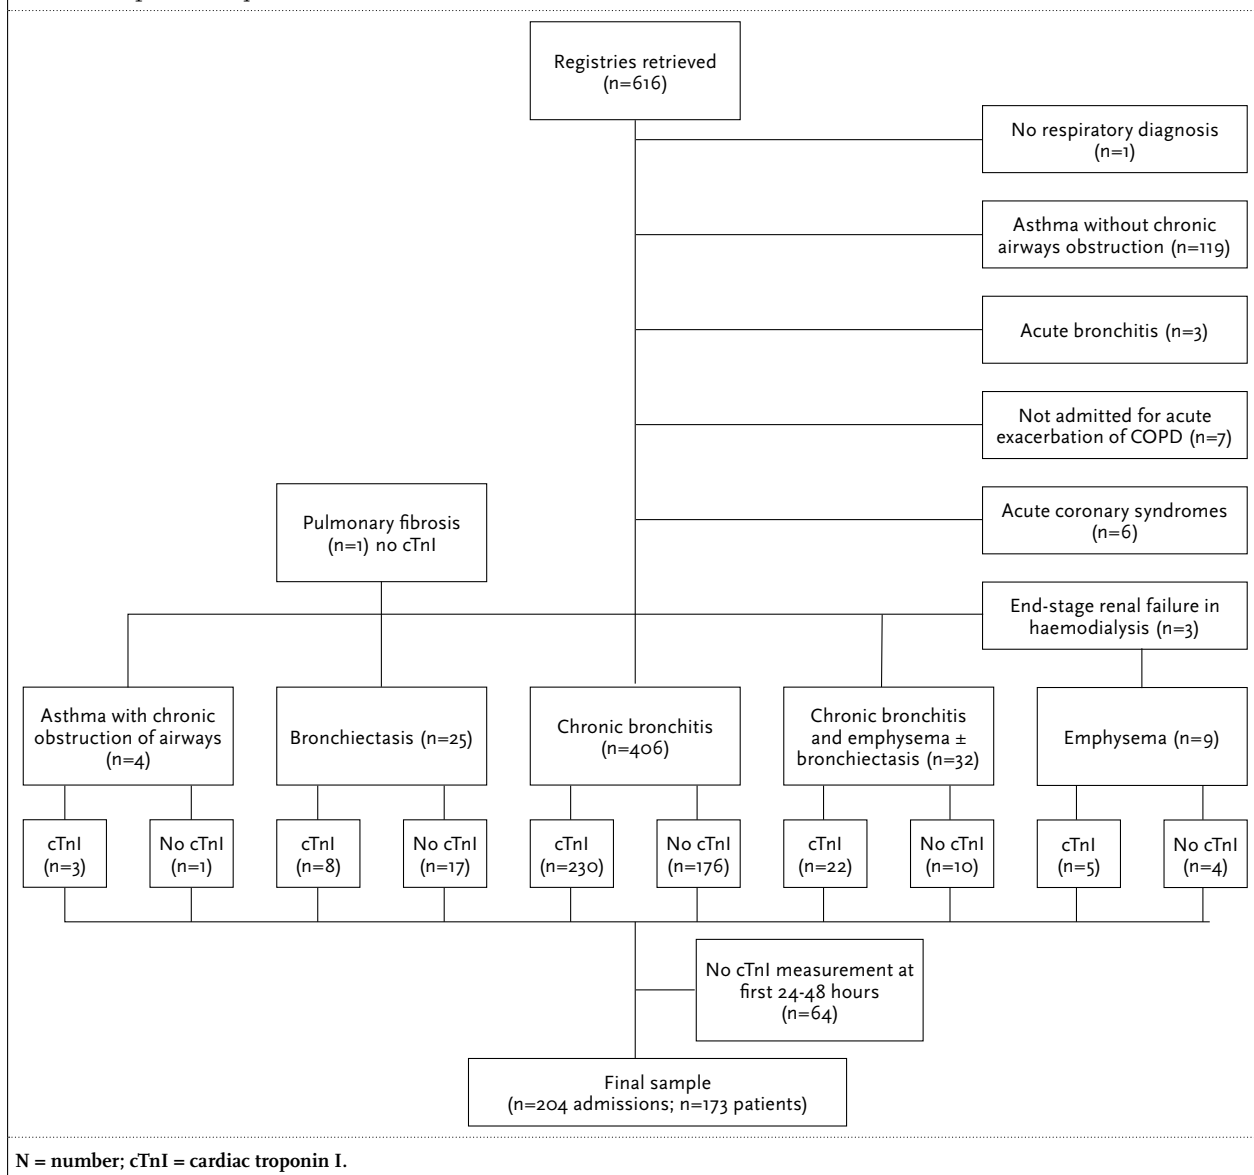 Registries retrieved
(n=616)
No respiratory diagnosis
(n=1)
Asthma without chronic
airways obstruction (n=119)
Acute bronchitis (n=3)
Not admitted for acute
exacerbation of COPD (n=7)
Acute coronary syndromes
(n=6)
Pulmonary fibrosis
(n=1) no cTnI
End-stage renal failure in
haemodialysis (n=3)
Asthma with chronic
obstruction of airways
(n=4)
Bronchiectasis (n=25)
Chronic bronchitis
(n=406)
Chronic bronchitis
and emphysema ±
bronchiectasis (n=32)
Emphysema (n=9)
cTnI
(n=3)
No cTnI
(n=1)
cTnI
(n=8)
No cTnI
(n=17)
cTnI
(n=230)
No cTnI
(n=176)
cTnI
(n=22)
No cTnI
(n=10)
cTnI
(n=5)
No cTnI
(n=4)
No cTnI measurement at
first 24-48 hours
(n=64)
Final sample
(n=204 admissions; n=173 patients)
N = number; cTnI = cardiac troponin I.